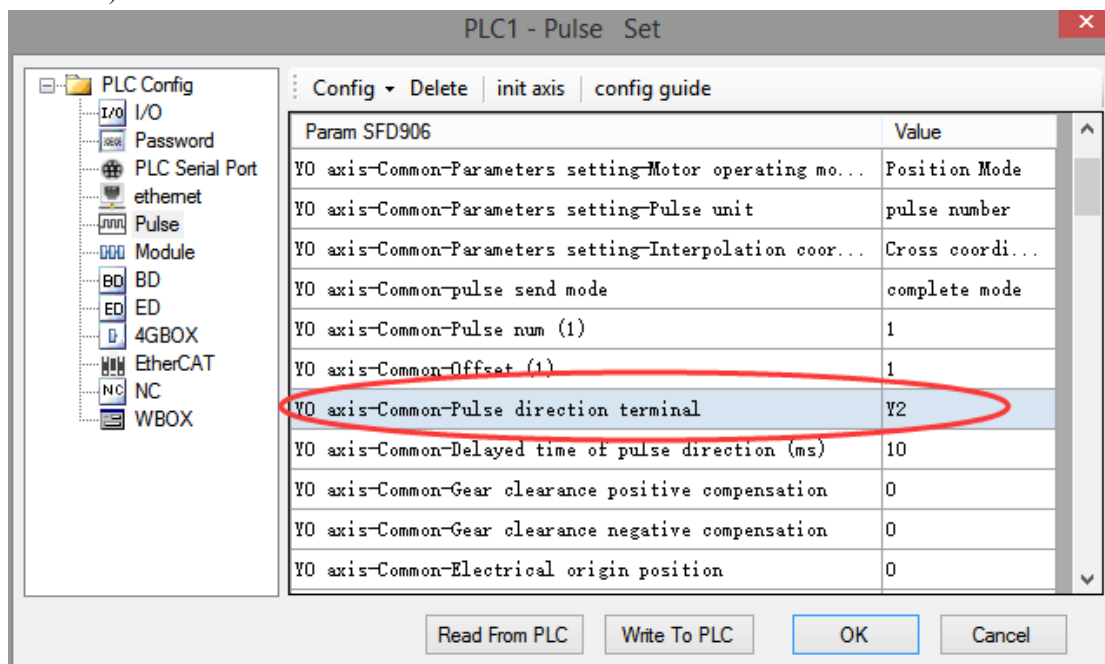 PLC1 - Pulse Set
PLC Config
I/O I/O
Password
PLC Serial Port
ethernet
Pulse
Module
BD BD
ED ED
4GBOX
EtherCAT
NC NC
WBOX
Config Delete init axis config guide
Param SFD906 Value
Y0 axis-Common-Parameters setting-Motor operating mo... Position Mode
Y0 axis-Common-Parameters setting-Pulse unit pulse number
Y0 axis-Common-Parameters setting-Interpolation coor... Cross coordi...
Y0 axis-Common-pulse send mode complete mode
Y0 axis-Common-Pulse num (1) 1
Y0 axis-Common-Offset (1) 1
Y0 axis-Common-Pulse direction terminal Y2
Y0 axis-Common-Delayed time of pulse direction (ms) 10
Y0 axis-Common-Gear clearance positive compensation 0
Y0 axis-Common-Gear clearance negative compensation 0
Y0 axis-Common-Electrical origin position 0
Read From PLC Write To PLC OK Cancel